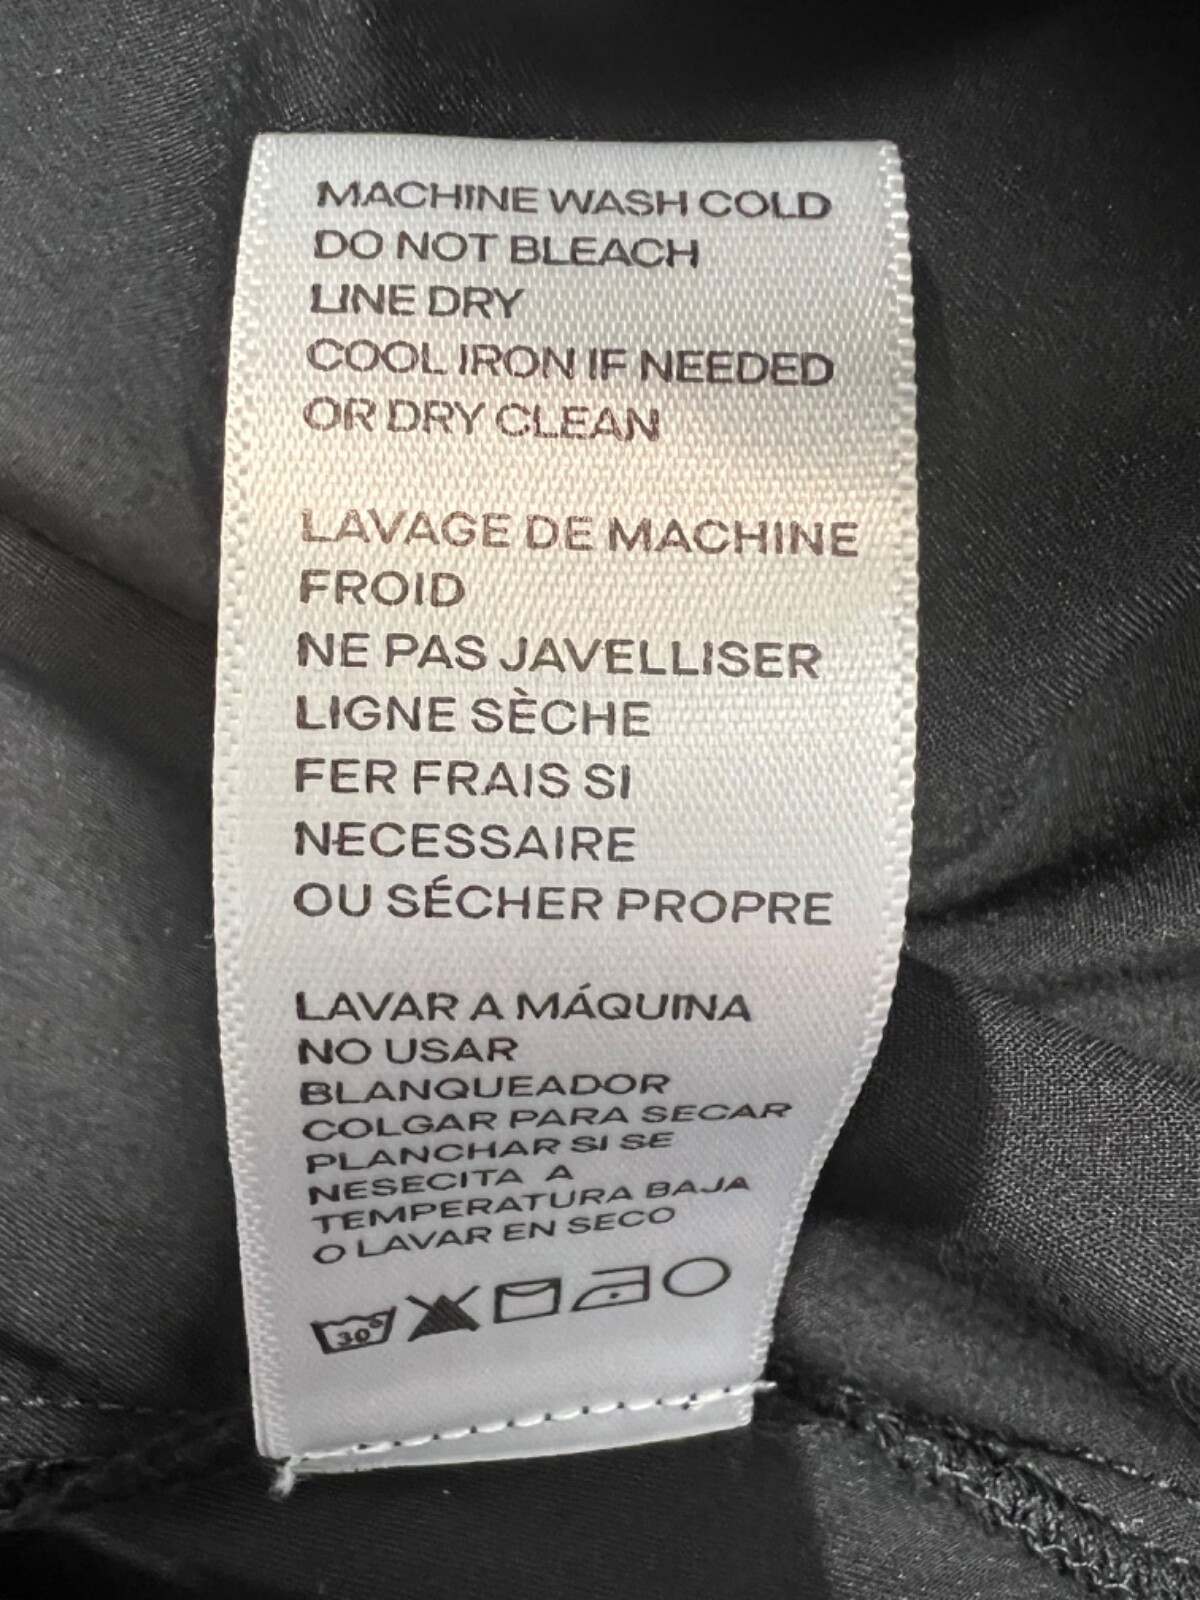 MACHINE WASH COLD
DO NOT BLEACH
LINE DRY
COOL IRON IF NEEDED
OR DRY CLEAN
LAVAGE DE MACHINE
FROID
NE PAS JAVELLISER
LIGNE SÈCHE
FER FRAIS SI
NECESSAIRE
OU SÉCHER PROPRE
LAVAR A MÁQUINA
NO USAR
BLANQUEADOR
COLGAR PARA SECAR
PLANCHAR SI SE
NESECITA A
TEMPERATURA BAJA
O LAVAR EN SECO
30°